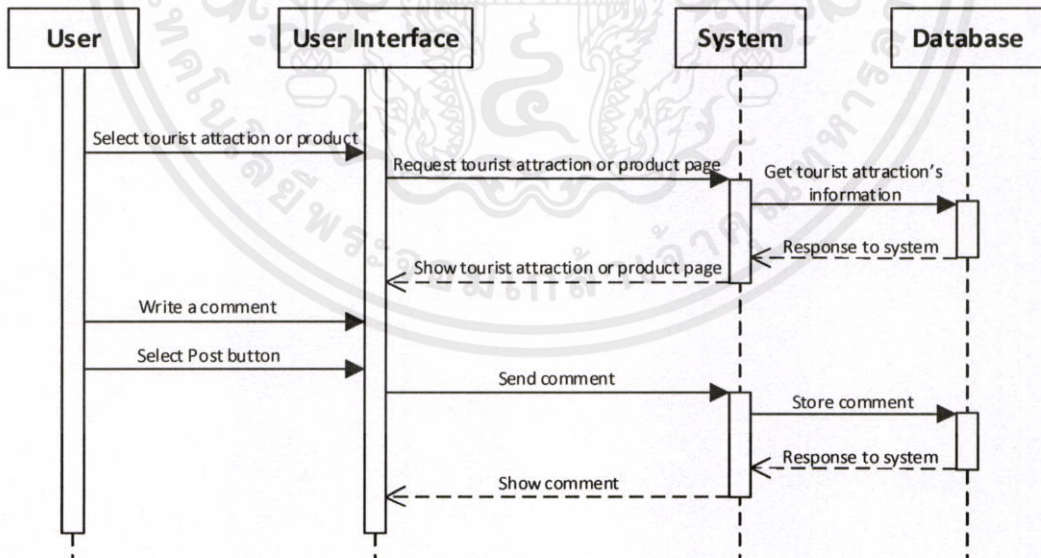 User
User Interface
System
Database
Select tourist attaction or product
Request tourist attraction or product page
Get tourist attraction's
information
Response to system
Show tourist attraction or product page
Write a comment
Select Post button
Send comment
Store comment
Response to system
Show comment